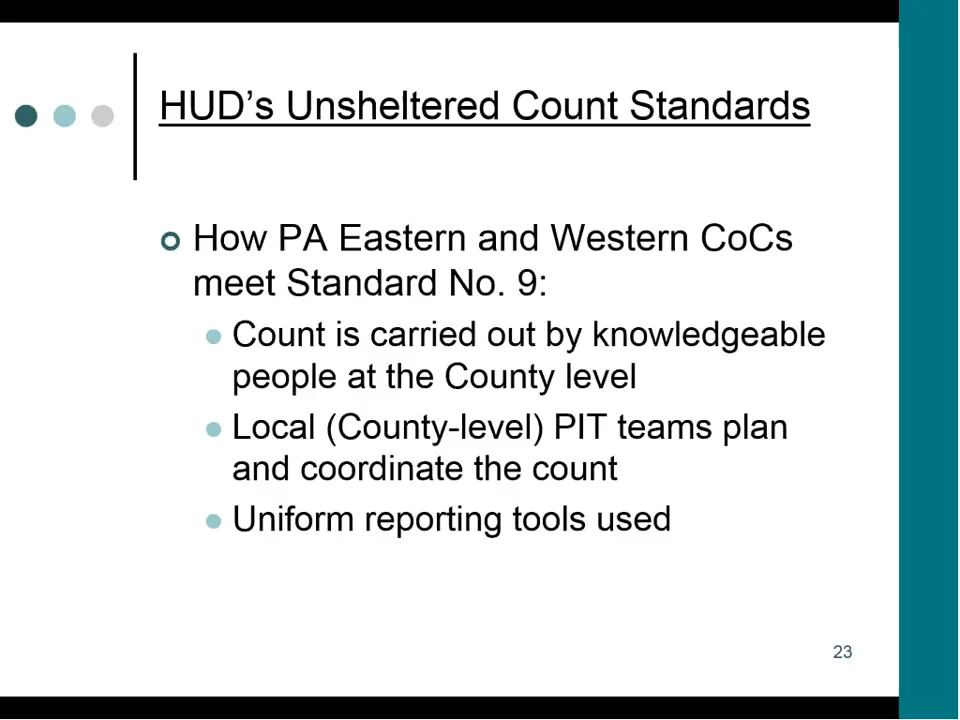 HUD’s Unsheltered Count Standards
How PA Eastern and Western CoCs
meet Standard No. 9:
Count is carried out by knowledgeable
people at the County level
Local (County-level) PIT teams plan
and coordinate the count
Uniform reporting tools used
23